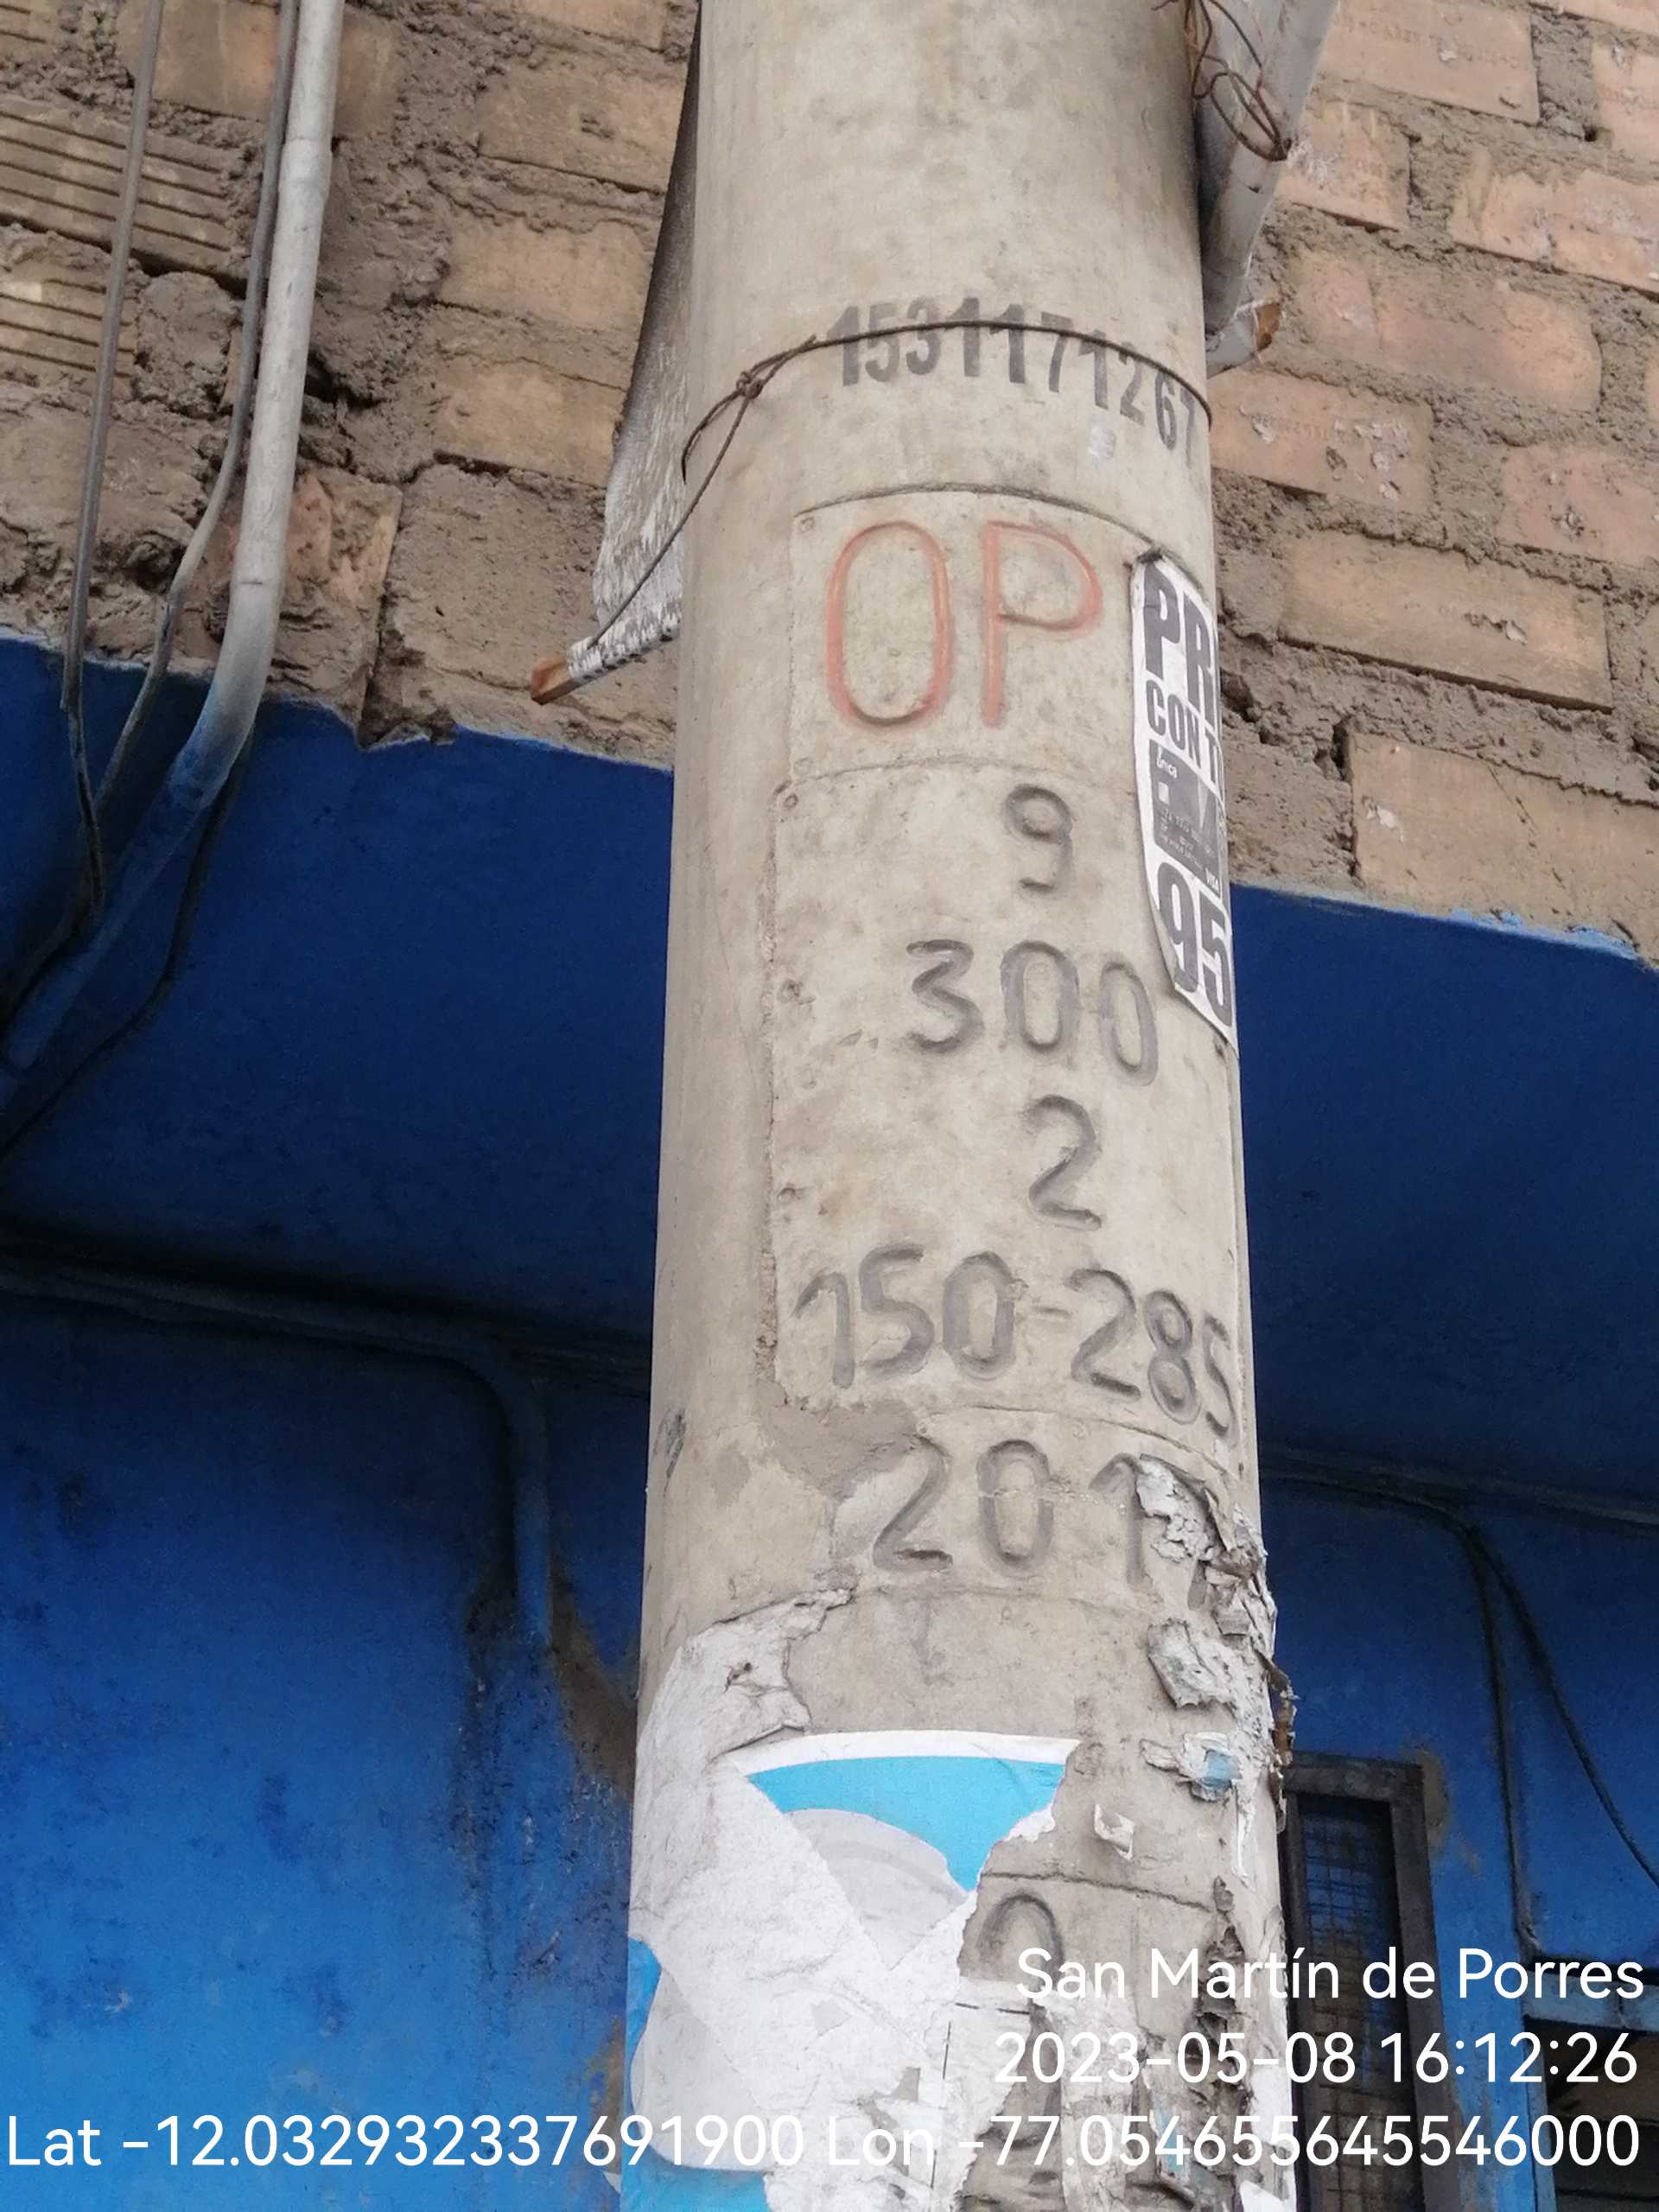 15311171267
OP
PR
CON T
95
9
300
2
150-285
201
San Martín de Porres
2023-05-08 16:12:26
Lat -12.032932337691900 Lon -77.054655645546000